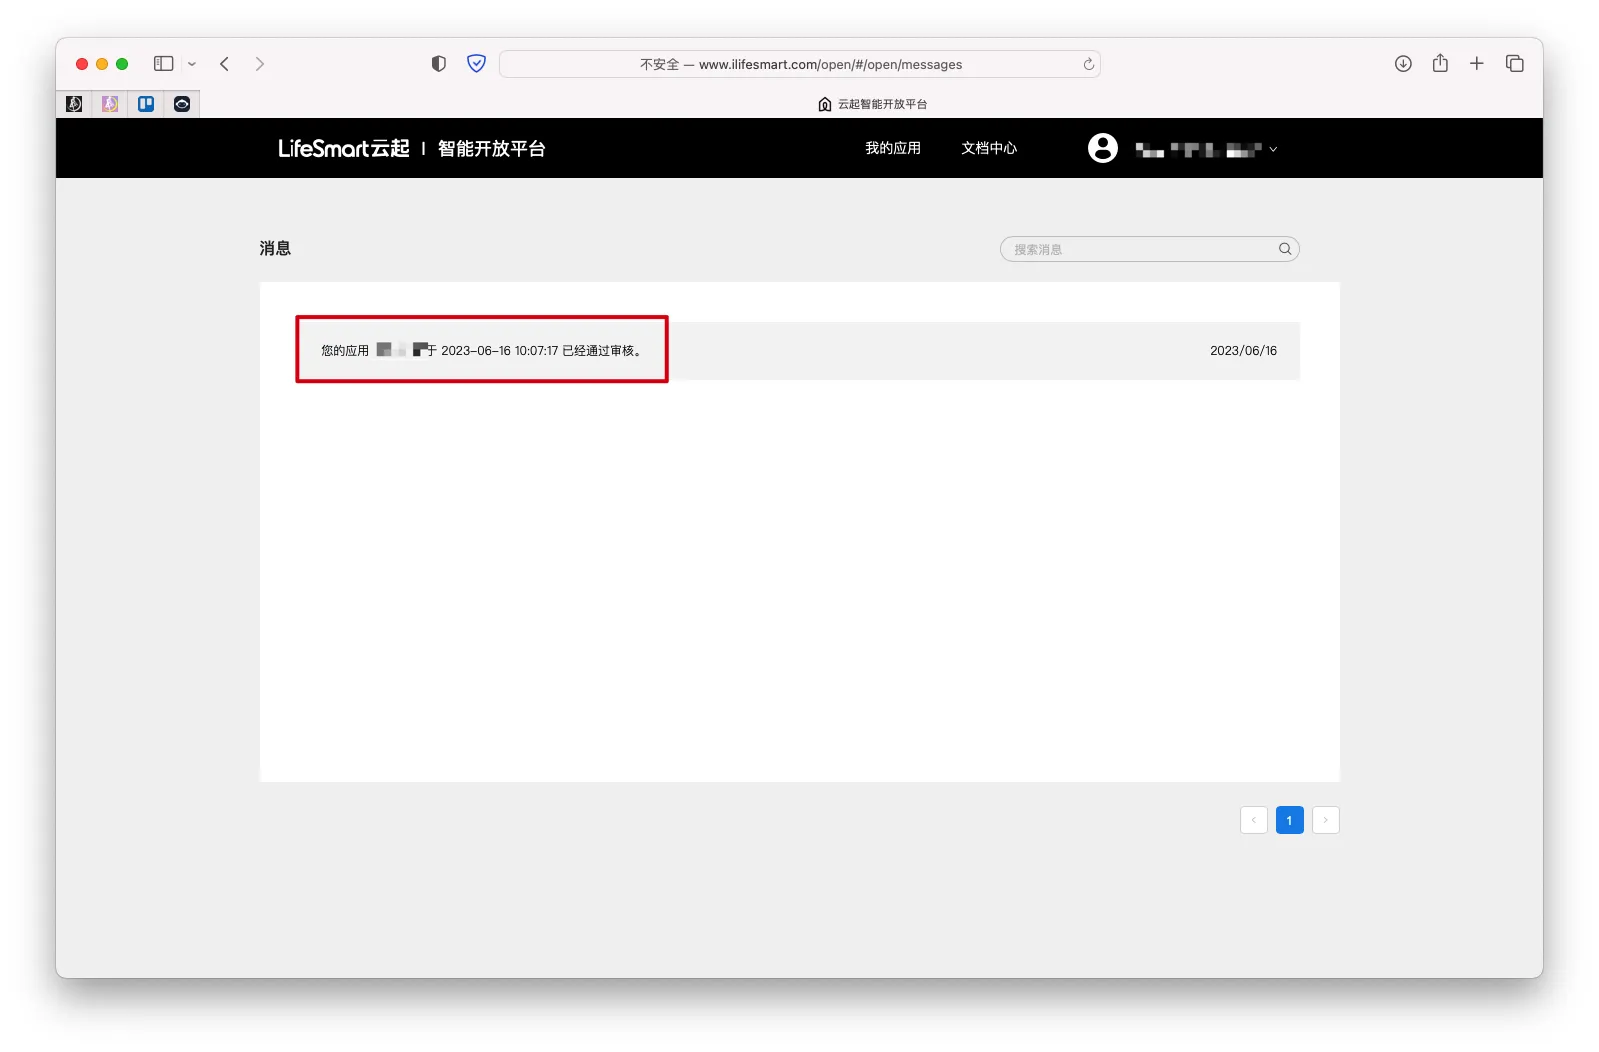 不安全 — www.ilifesmart.com/open/#/open/messages
云起智能开放平台
LifeSmart云起 | 智能开放平台
我的应用 文档中心
消息
搜索消息
您的应用 于 2023-06-16 10:07:17 已经通过审核。 2023/06/16
1